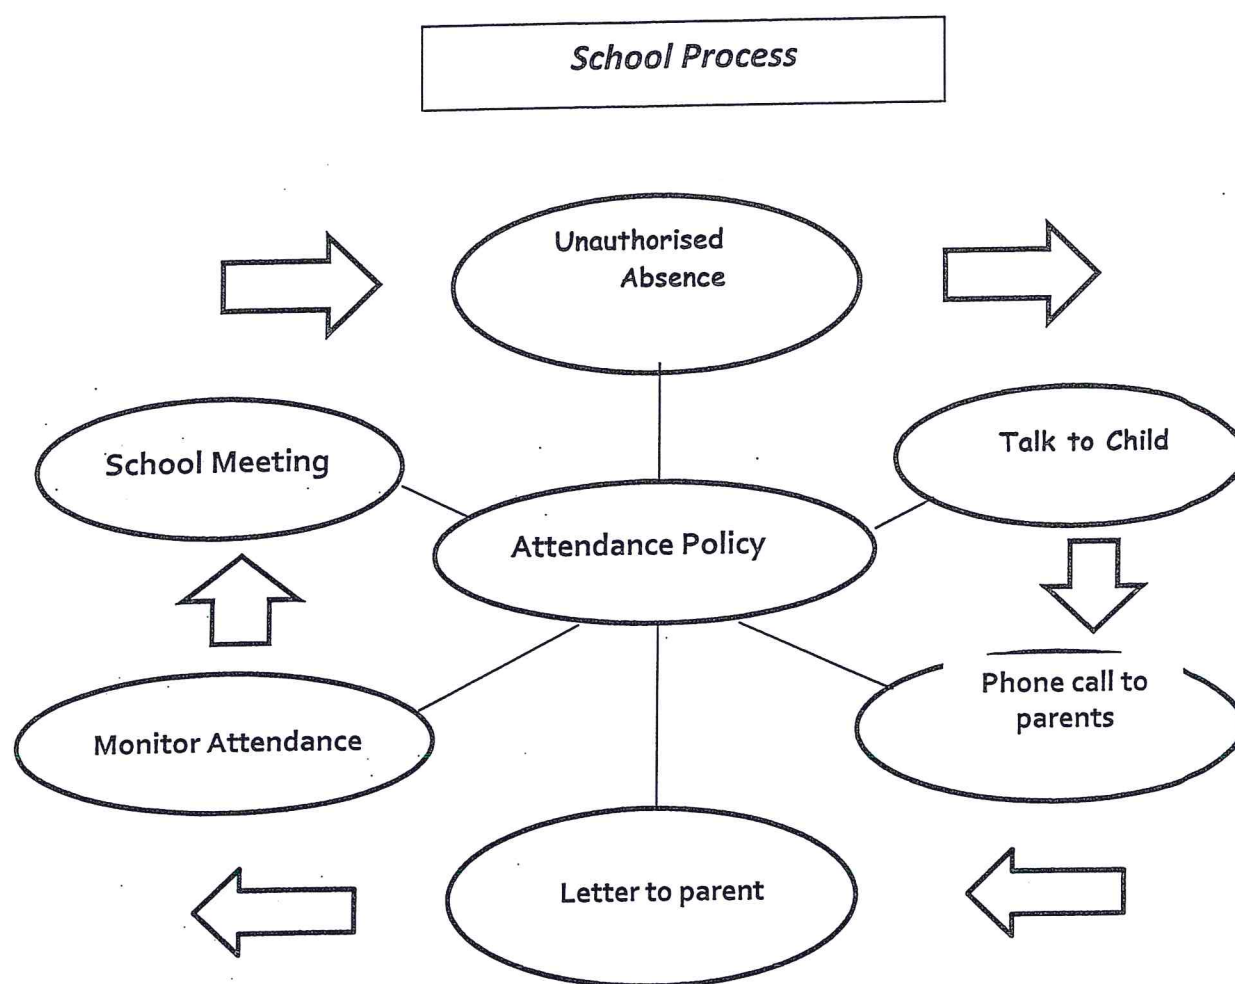 School Process
Unauthorised
Absence
School Meeting
Talk to Child
Attendance Policy
Phone call to
parents
Monitor Attendance
Letter to parent